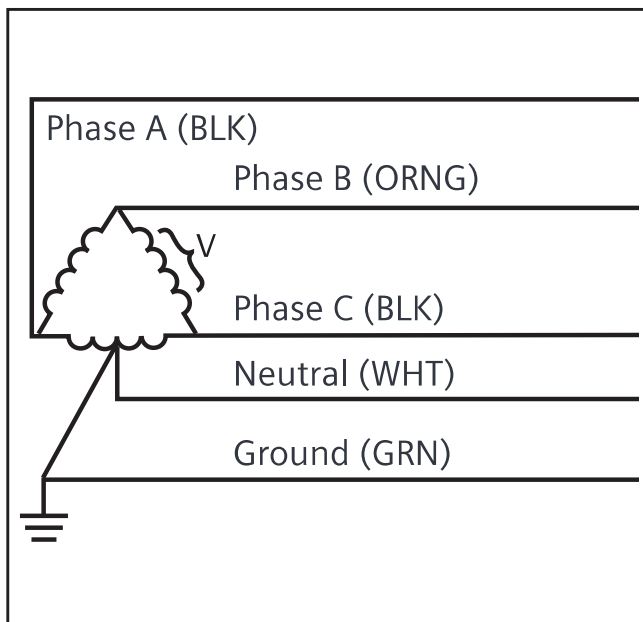 Phase A (BLK)
Phase B (ORNG)
V
Phase C (BLK)
Neutral (WHT)
Ground (GRN)